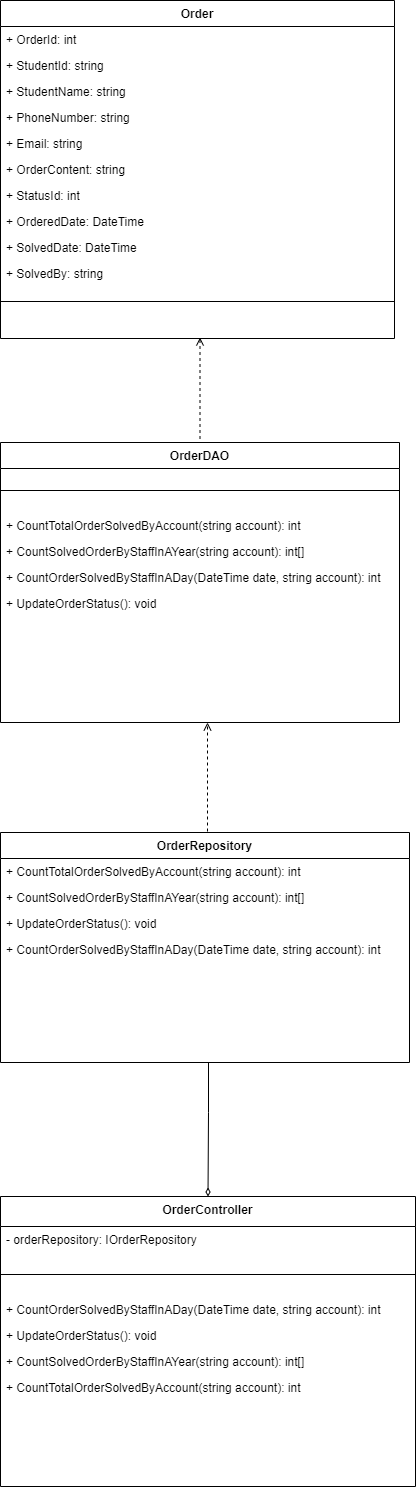 Order
+ OrderId: int
+ StudentId: string
+ StudentName: string
+ PhoneNumber: string
+ Email: string
+ OrderContent: string
+ StatusId: int
+ OrderedDate: DateTime
+ SolvedDate: DateTime
+ SolvedBy: string
OrderDAO
+ CountTotalOrderSolvedByAccount(string account): int
+ CountSolvedOrderByStaffInAYear(string account): int[]
+ CountOrderSolvedByStaffInADay(DateTime date, string account): int
+ UpdateOrderStatus(): void
OrderRepository
+ CountTotalOrderSolvedByAccount(string account): int
+ CountSolvedOrderByStaffInAYear(string account): int[]
+ UpdateOrderStatus(): void
+ CountOrderSolvedByStaffInADay(DateTime date, string account): int
OrderController
- orderRepository: IOrderRepository
+ CountOrderSolvedByStaffInADay(DateTime date, string account): int
+ UpdateOrderStatus(): void
+ CountSolvedOrderByStaffInAYear(string account): int[]
+ CountTotalOrderSolvedByAccount(string account): int